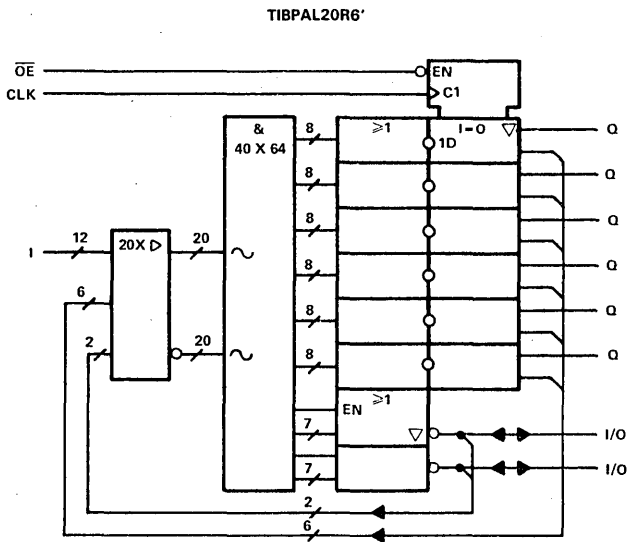 TIBPAL20R6'
OE
EN
CLK
C1
&
40 X 64
8
≥1
I=0
▽
Q
1D
8
Q
8
Q
I
12
20X ▷
20
8
Q
6
8
Q
2
20
8
Q
EN
≥1
7
▽
I/O
7
I/O
2
6